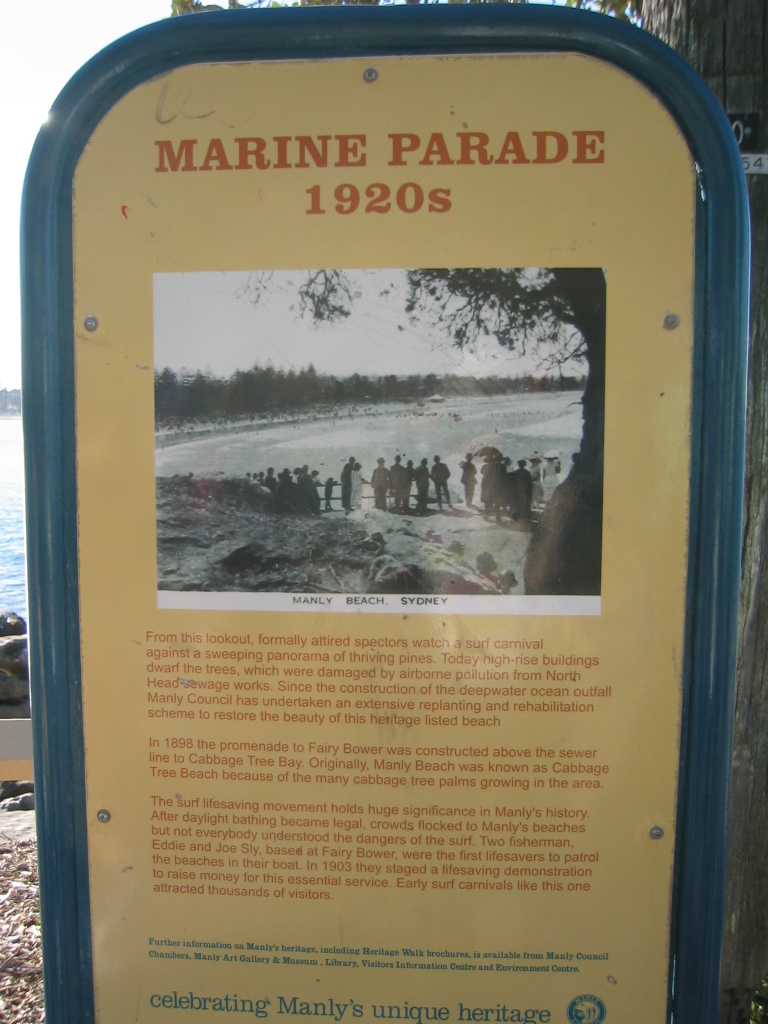 MARINE PARADE
1920s
MANLY BEACH, SYDNEY
From this lookout, formally attired spectors watch a surf carnival
against a sweeping panorama of thriving pines. Today high-rise buildings
dwarf the trees, which were damaged by airborne pollution from North
Head sewage works. Since the construction of the deepwater ocean outfall
Manly Council has undertaken an extensive replanting and rehabilitation
scheme to restore the beauty of this heritage listed beach
In 1898 the promenade to Fairy Bower was constructed above the sewer
line to Cabbage Tree Bay. Originally, Manly Beach was known as Cabbage
Tree Beach because of the many cabbage tree palms growing in the area.
The surf lifesaving movement holds huge significance in Manly's history.
After daylight bathing became legal, crowds flocked to Manly's beaches
but not everybody understood the dangers of the surf. Two fisherman,
Eddie and Joe Sly, based at Fairy Bower, were the first lifesavers to patrol
the beaches in their boat. In 1903 they staged a lifesaving demonstration
to raise money for this essential service. Early surf carnivals like this one
attracted thousands of visitors.
Further information on Manly's heritage, including Heritage Walk brochures, is available from Manly Council
Chambers, Manly Art Gallery & Museum , Library, Visitors Information Centre and Environment Centre.
celebrating Manly's unique heritage
54